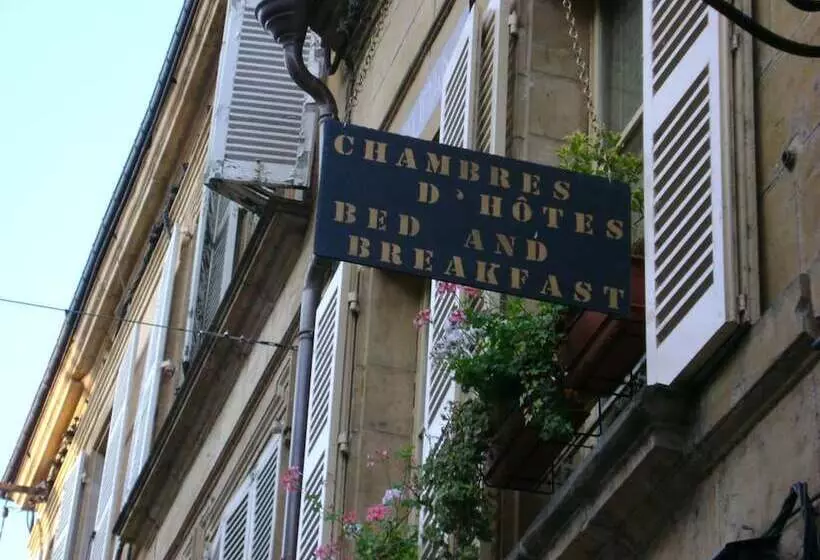 CHAMBRES
D'HÔTES
BED AND
BREAKFAST